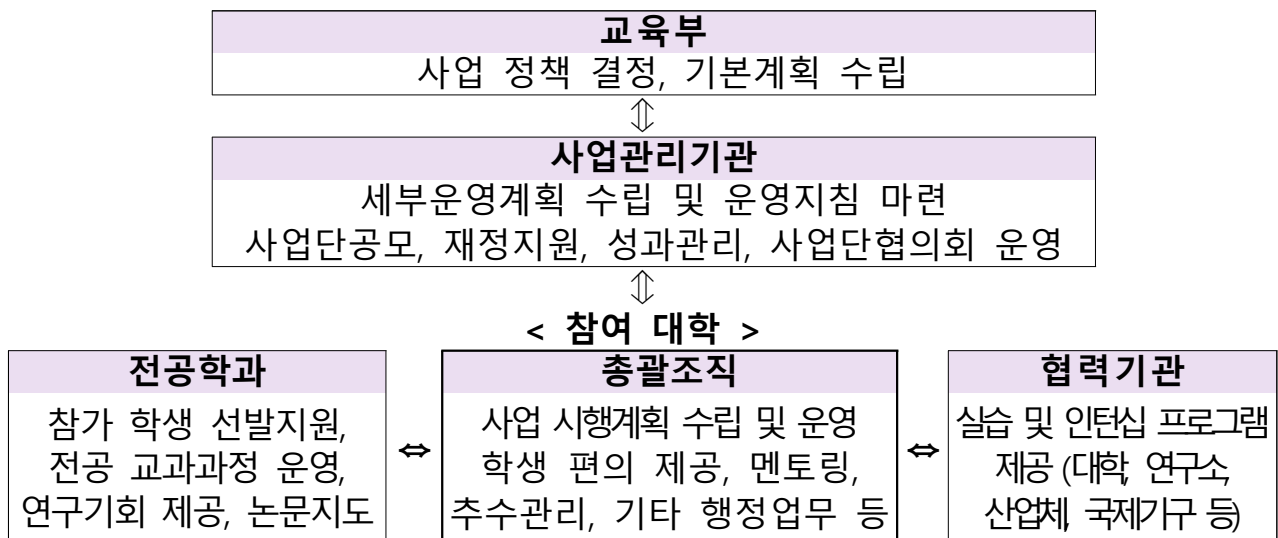 교육부
사업 정책 결정, 기본계획 수립
⇕
사업관리기관
세부운영계획 수립 및 운영지침 마련
사업단공모, 재정지원, 성과관리, 사업단협의회 운영
⇕
< 참여 대학 >
전공학과
참가 학생 선발지원,
전공 교과과정 운영,
연구기회 제공, 논문지도
⇔
총괄조직
사업 시행계획 수립 및 운영
학생 편의 제공, 멘토링,
추수관리, 기타 행정업무 등
⇔
협력기관
실습 및 인턴십 프로그램
제공 (대학, 연구소,
산업체, 국제기구 등)